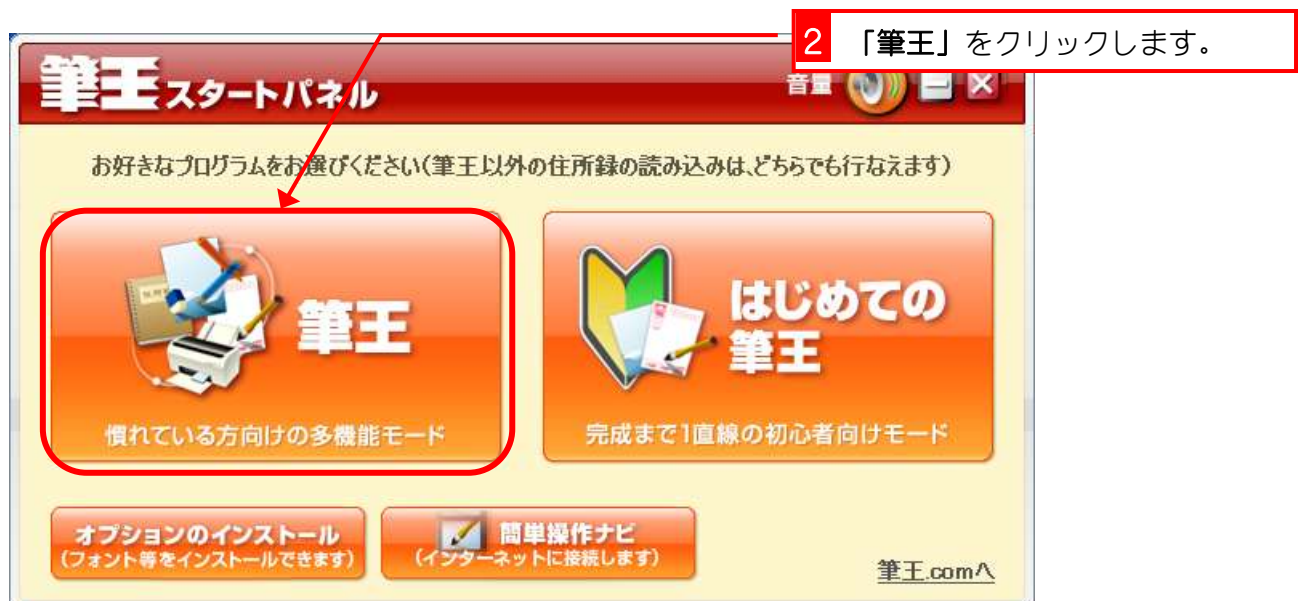 2 「筆王」をクリックします。
筆王スタートパネル
音量
お好きなプログラムをお選びください(筆王以外の住所録の読み込みは、どちらでも行なえます)
筆王
慣れている方向けの多機能モード
はじめての
筆王
完成まで1直線の初心者向けモード
オプションのインストール
(フォント等をインストールできます)
簡単操作ナビ
(インターネットに接続します)
筆王.comへ